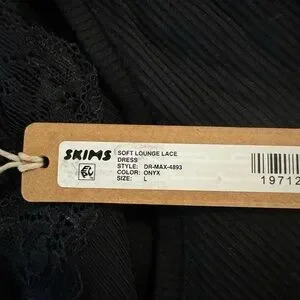 SKIMS
SOFT LOUNGE LACE
DRESS
STYLE: DR-MAX-4893
COLOR: ONYX
SIZE: L
19712